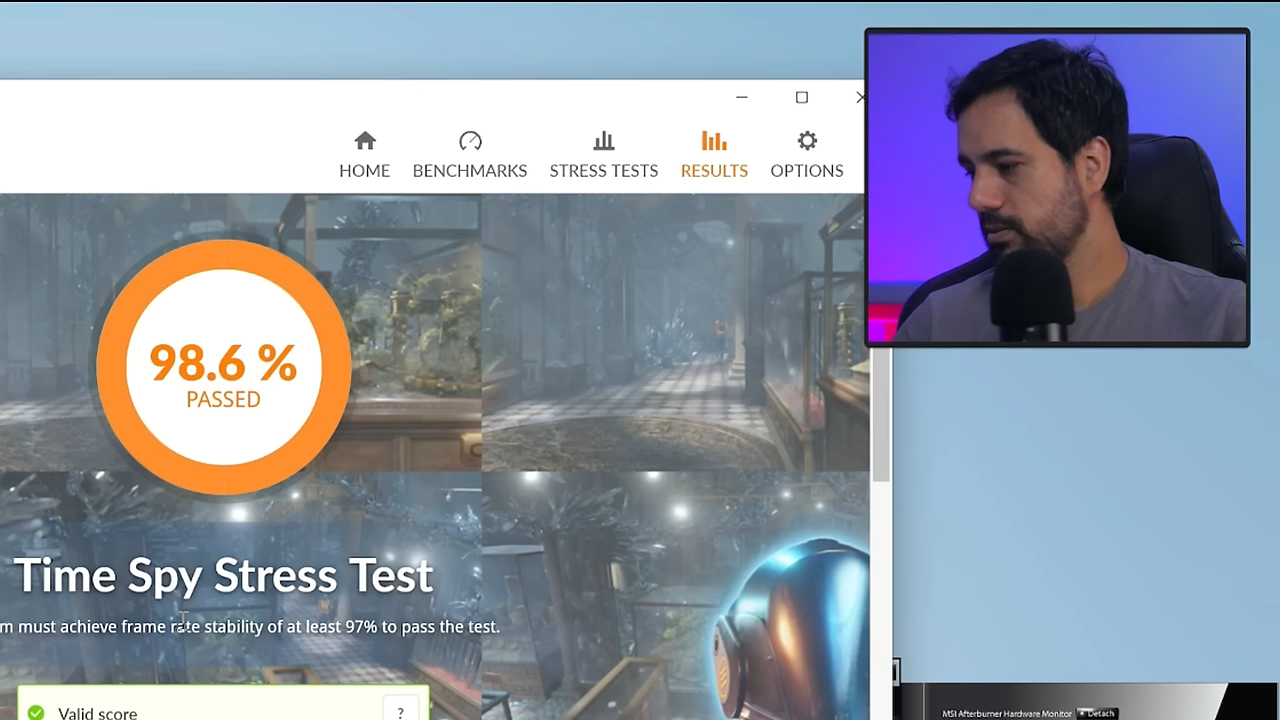 HOME BENCHMARKS STRESS TESTS RESULTS OPTIONS
98.6 %
PASSED
Time Spy Stress Test
m must achieve frame rate stability of at least 97% to pass the test.
Valid score ?
MSI Afterburner Hardware Monitor Detach